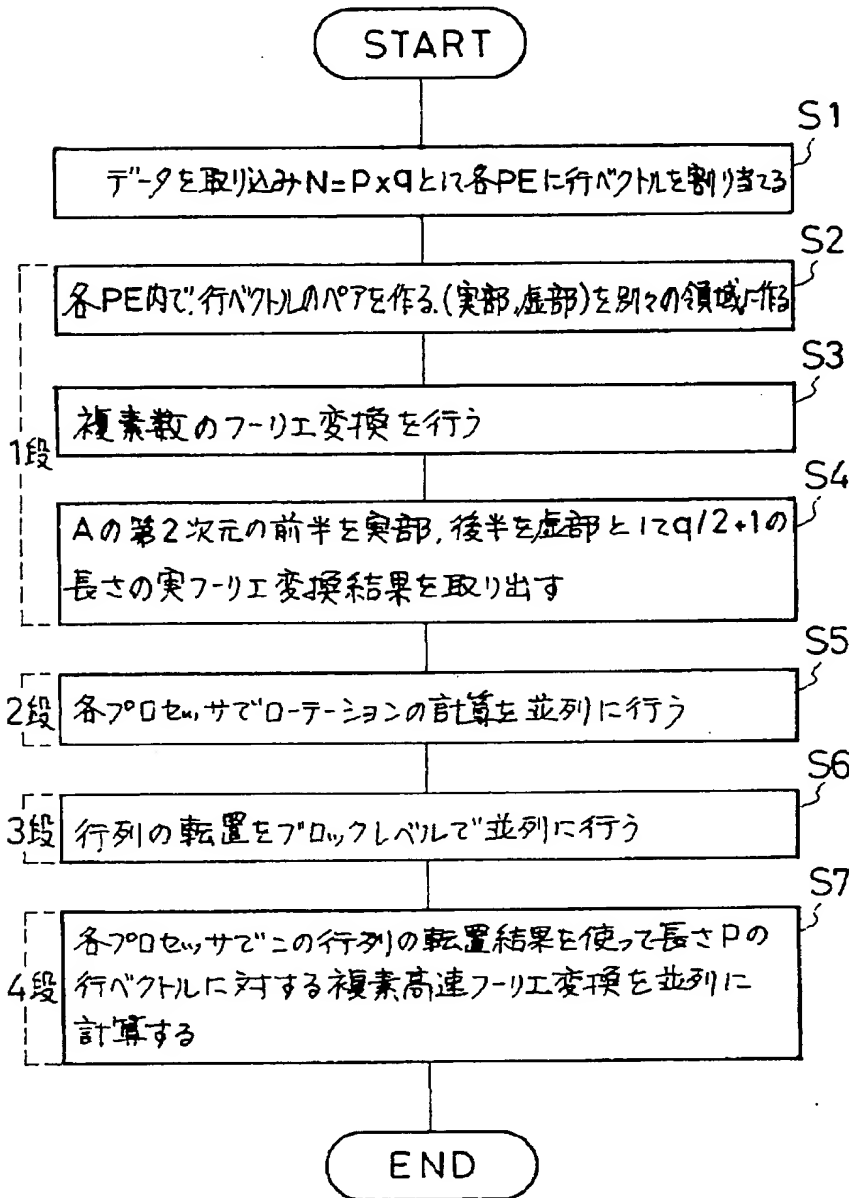 START
S1
データを取り込みN=P×qとして各PEに行ベクトルを割り当てる
S2
各PE内で、行ベクトルのペアを作る.(実部,虚部)を別々の領域に作る
S3
複素数のフーリエ変換を行う
1段
S4
Aの第2次元の前半を実部,後半を虚部としてq/2+1の
長さの実フーリエ変換結果を取り出す
S5
2段
各プロセッサでローテーションの計算を並列に行う
S6
3段
行列の転置をブロックレベルで並列に行う
S7
4段
各プロセッサでこの行列の転置結果を使って長さPの
行ベクトルに対する複素高速フーリエ変換を並列に
計算する
END